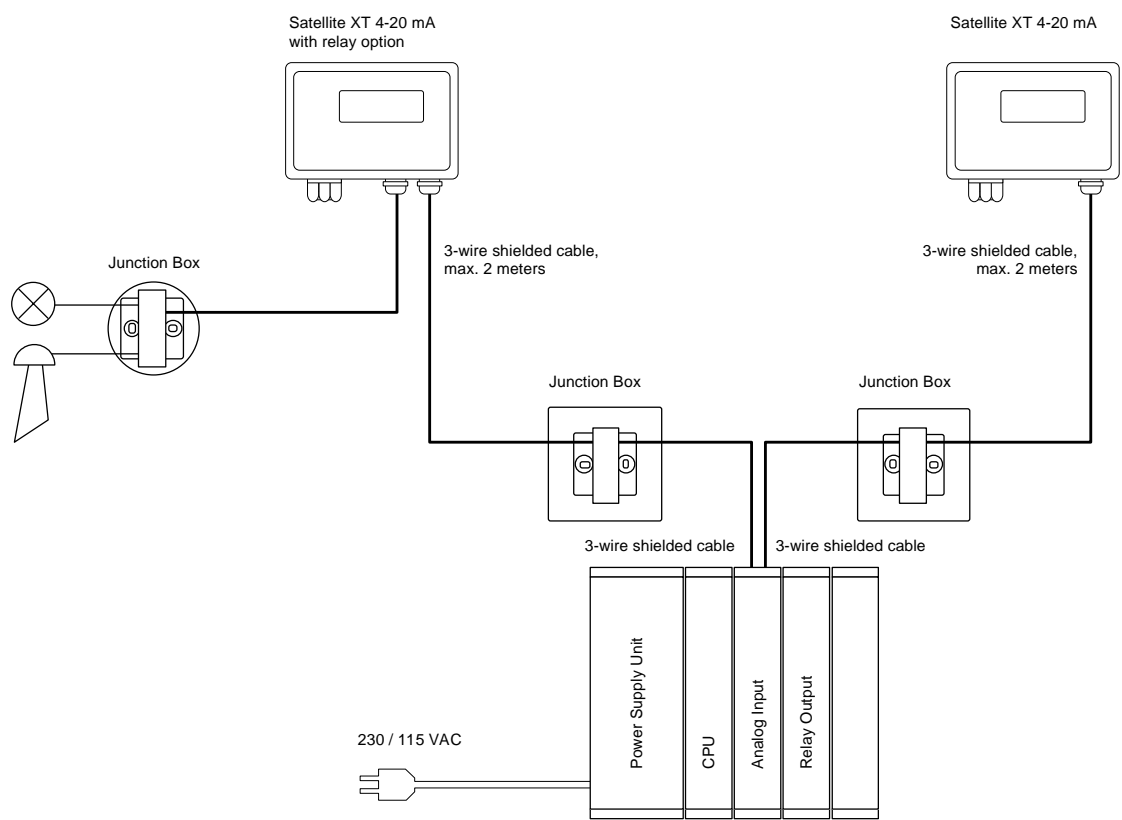 Satellite XT 4-20 mA
with relay option
Satellite XT 4-20 mA
3-wire shielded cable,
max. 2 meters
3-wire shielded cable,
max. 2 meters
Junction Box
Junction Box
Junction Box
3-wire shielded cable
3-wire shielded cable
Power Supply Unit
CPU
Analog Input
Relay Output
230 / 115 VAC